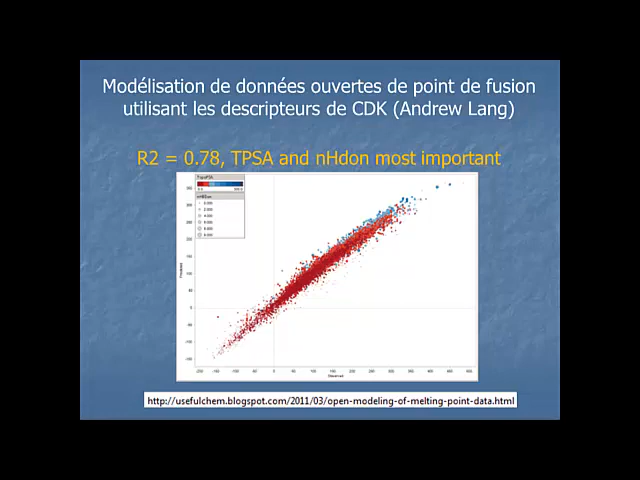 Modélisation de données ouvertes de point de fusion
utilisant les descripteurs de CDK (Andrew Lang)
R2 = 0.78, TPSA and nHdon most important
TopoPSA
http://usefulchem.blogspot.com/2011/03/open-modeling-of-melting-point-data.html